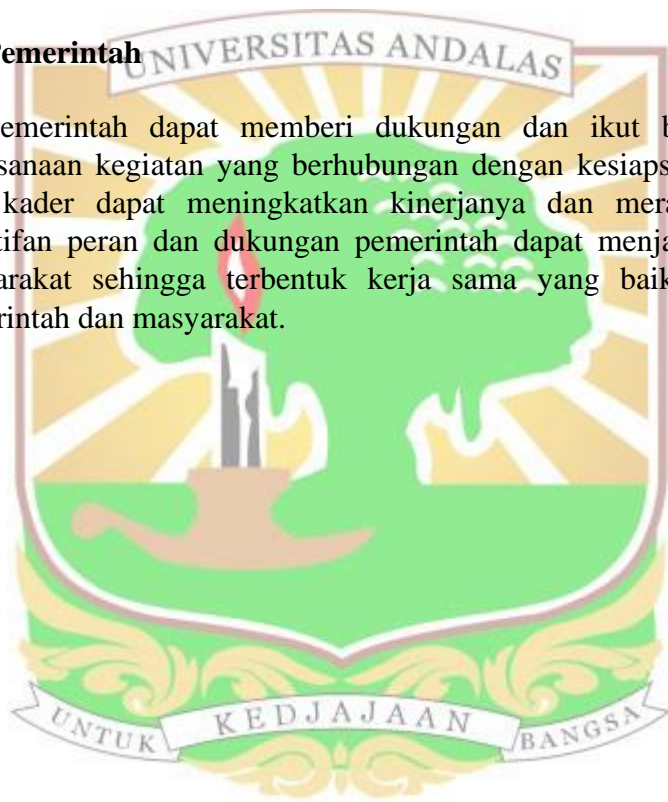 UNIVERSITAS ANDALAS
Pemerintah
emerintah dapat memberi dukungan dan ikut b
sanaan kegiatan yang berhubungan dengan kesiaps
kader dapat meningkatkan kinerjanya dan mera
tifan peran dan dukungan pemerintah dapat menja
arakat sehingga terbentuk kerja sama yang baik
rintah dan masyarakat.
UNTUK KEDJAJAAN BANGSA